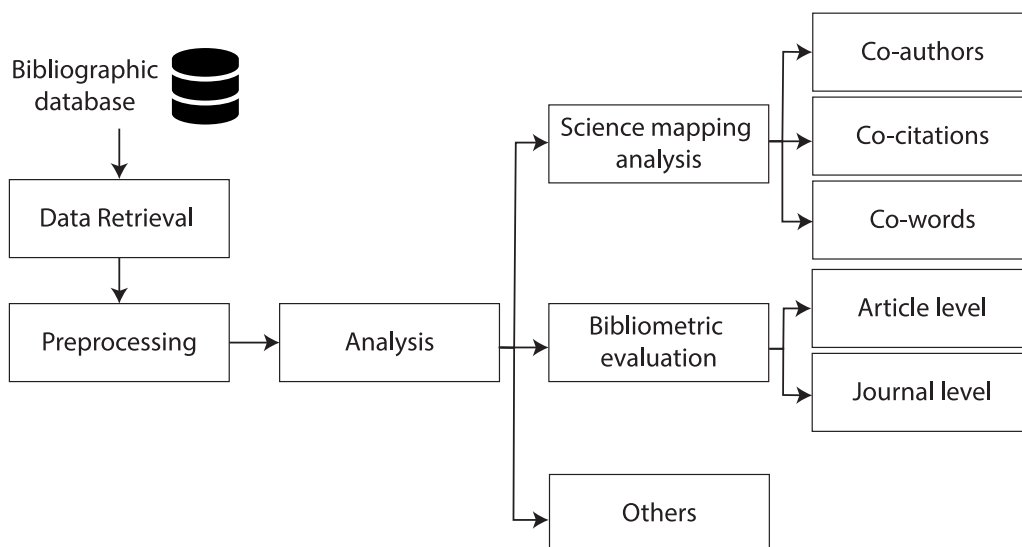 Bibliographic
database
Data Retrieval
Preprocessing
Analysis
Science mapping
analysis
Co-authors
Co-citations
Co-words
Bibliometric
evaluation
Article level
Journal level
Others